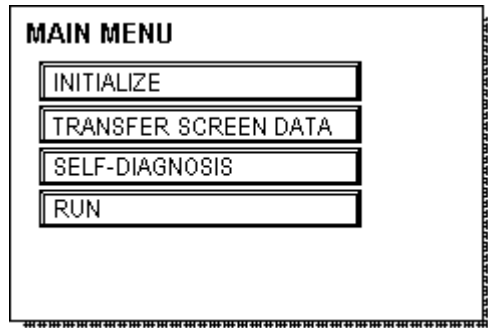 MAIN MENU
INITIALIZE
TRANSFER SCREEN DATA
SELF-DIAGNOSIS
RUN